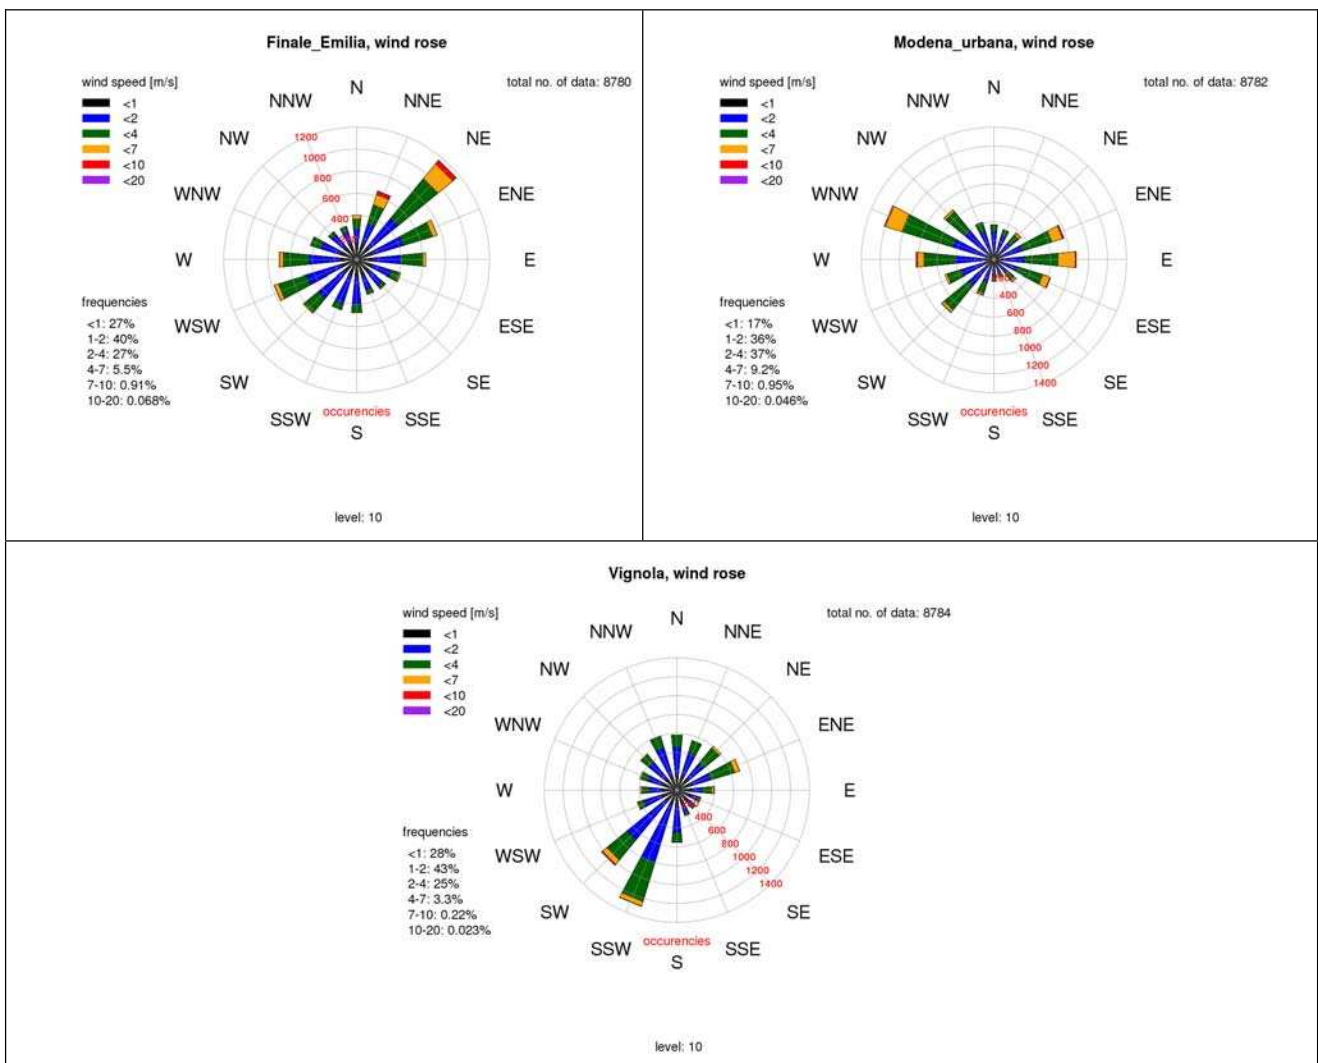 Finale_Emilia, wind rose
wind speed [m/s]
total no. of data: 8780
<1
<2
<4
<7
<10
<20
N
NNE
NE
ENE
E
ESE
SE
SSE
S
SSW
SW
WSW
W
WNW
NW
NNW
1200
1000
800
600
400
frequencies
<1: 27%
1-2: 40%
2-4: 27%
4-7: 5.5%
7-10: 0.91%
10-20: 0.068%
occurencies
level: 10
Modena_urbana, wind rose
wind speed [m/s]
total no. of data: 8782
<1
<2
<4
<7
<10
<20
N
NNE
NE
ENE
E
ESE
SE
SSE
S
SSW
SW
WSW
W
WNW
NW
NNW
400
600
800
1000
1200
1400
frequencies
<1: 17%
1-2: 36%
2-4: 37%
4-7: 9.2%
7-10: 0.95%
10-20: 0.046%
occurencies
level: 10
Vignola, wind rose
wind speed [m/s]
total no. of data: 8784
<1
<2
<4
<7
<10
<20
N
NNE
NE
ENE
E
ESE
SE
SSE
S
SSW
SW
WSW
W
WNW
NW
NNW
400
600
800
1000
1200
1400
frequencies
<1: 28%
1-2: 43%
2-4: 25%
4-7: 3.3%
7-10: 0.22%
10-20: 0.023%
occurencies
level: 10